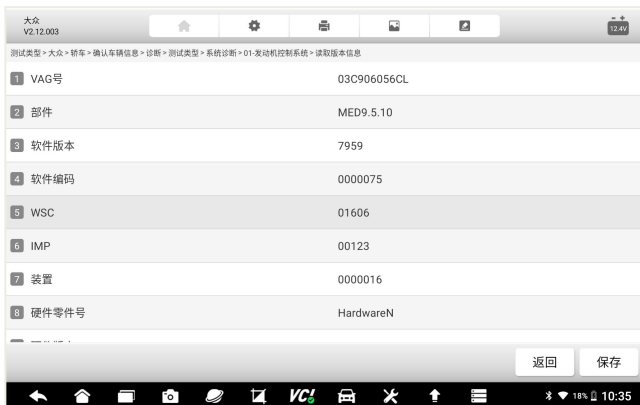 大众
V2.12.003
12.4V
测试类型 > 大众 > 轿车 > 确认车辆信息 > 诊断 > 测试类型 > 系统诊断 > 01-发动机控制系统 > 读取版本信息
1 VAG号 03C906056CL
2 部件 MED9.5.10
3 软件版本 7959
4 软件编码 0000075
5 WSC 01606
6 IMP 00123
7 装置 0000016
8 硬件零件号 HardwareN
返回 保存
VCI 18% 10:35